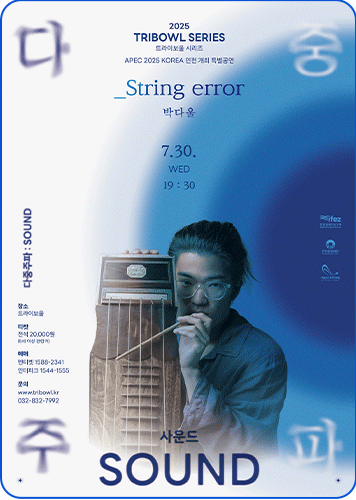 다
중
2025
TRIBOWL SERIES
트라이보울 시리즈
APEC 2025 KOREA 인천 개최 특별공연
_String error
박다울
7.30.
WED
19 : 30
다중주파 : SOUND
ifez
장소
트라이보울
티켓
전석 20,000원
예매
엔티켓 1588-2341
인터파크 1544-1555
문의
www.tribowl.kr
032-832-7992
주
파
사운드
SOUND